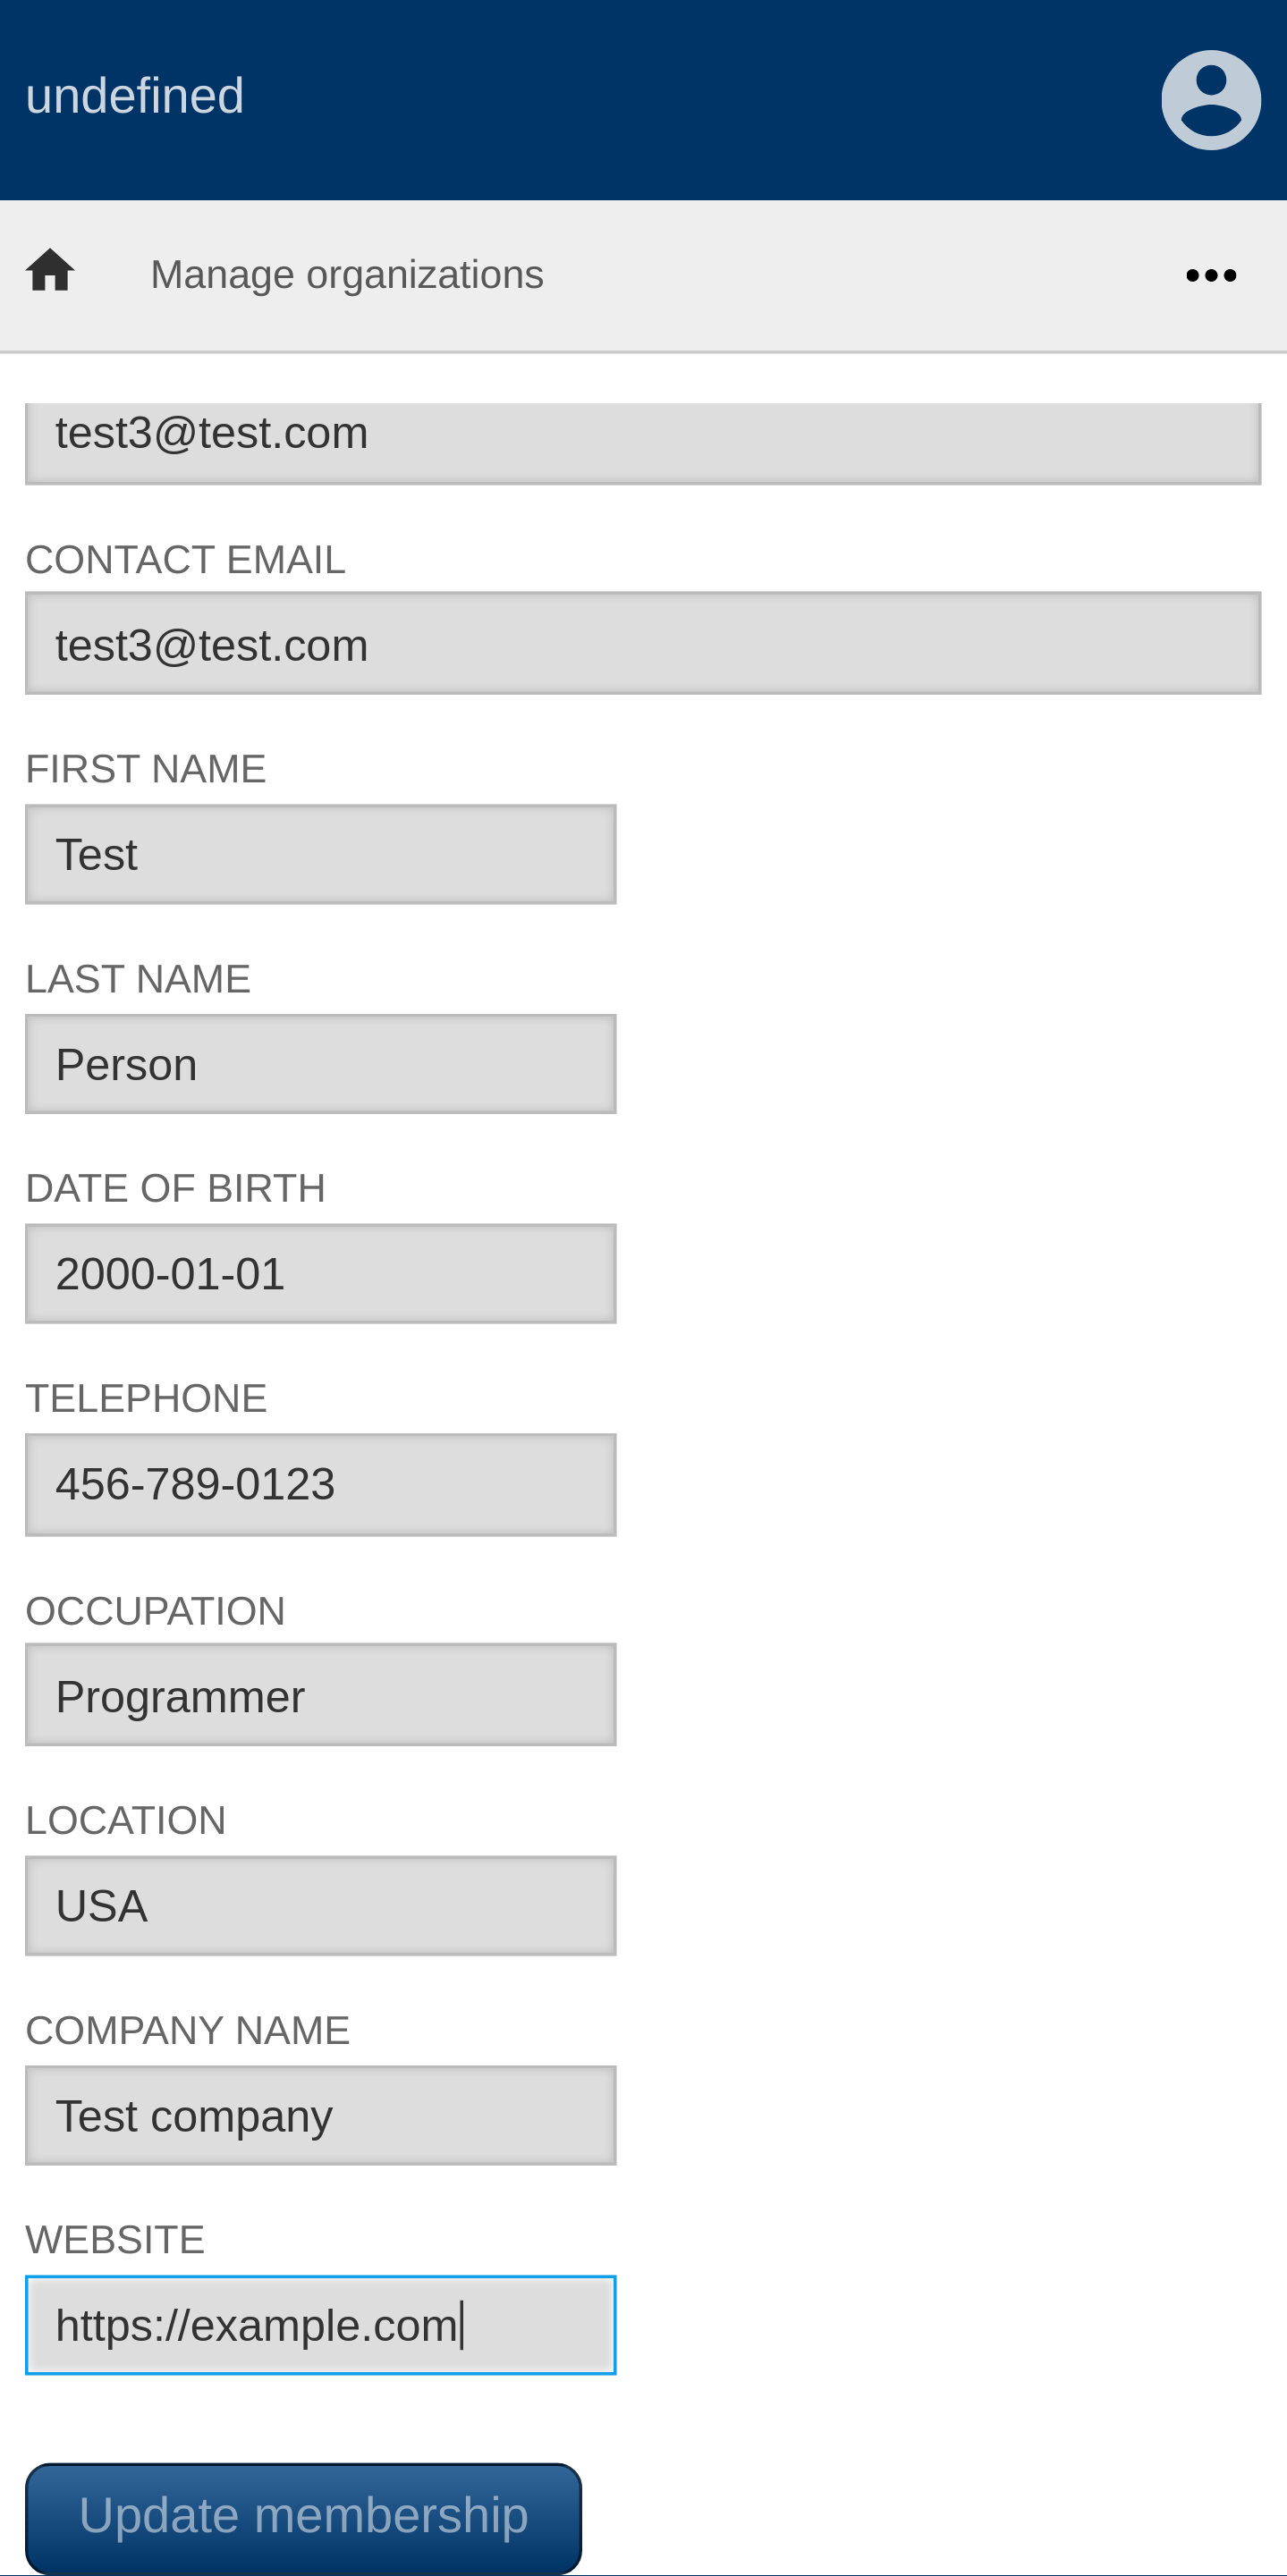 undefined
Manage organizations
test3@test.com
CONTACT EMAIL
test3@test.com
FIRST NAME
Test
LAST NAME
Person
DATE OF BIRTH
2000-01-01
TELEPHONE
456-789-0123
OCCUPATION
Programmer
LOCATION
USA
COMPANY NAME
Test company
WEBSITE
https://example.com
Update membership